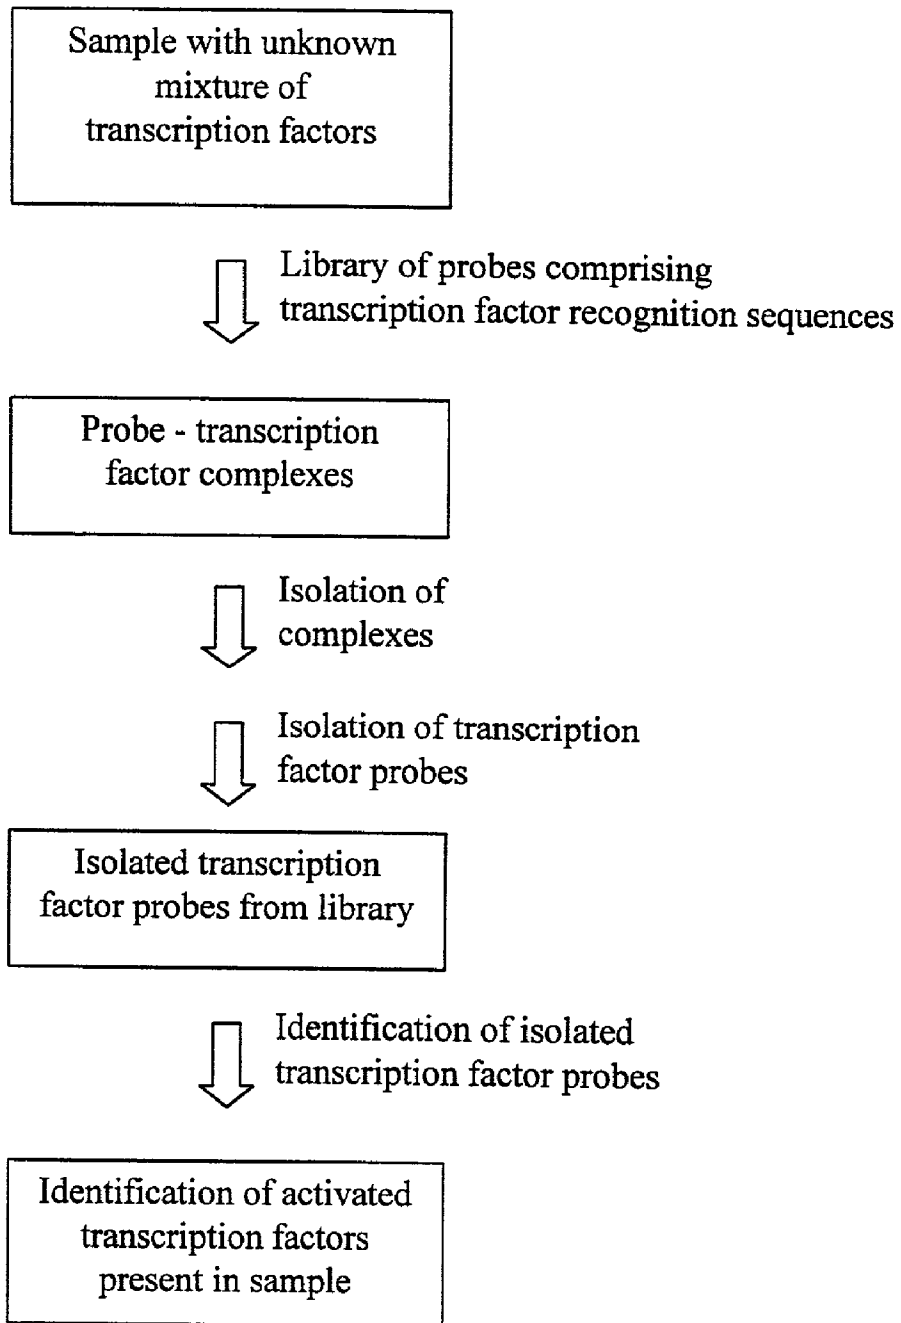 Sample with unknown
mixture of
transcription factors
Library of probes comprising
transcription factor recognition sequences
Probe - transcription
factor complexes
Isolation of
complexes
Isolation of transcription
factor probes
Isolated transcription
factor probes from library
Identification of isolated
transcription factor probes
Identification of activated
transcription factors
present in sample